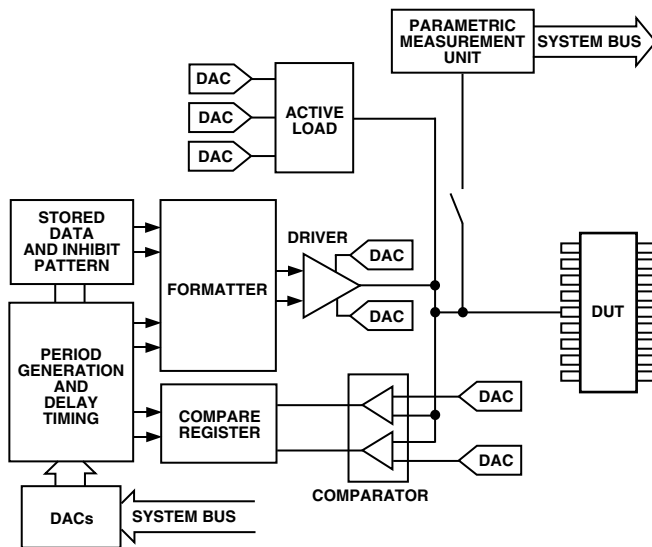 PARAMETRIC
MEASUREMENT
UNIT
SYSTEM BUS
DAC
DAC
DAC
ACTIVE
LOAD
STORED
DATA
AND INHIBIT
PATTERN
FORMATTER
DRIVER
DAC
DAC
DUT
PERIOD
GENERATION
AND
DELAY
TIMING
COMPARE
REGISTER
DAC
DAC
COMPARATOR
DACs
SYSTEM BUS